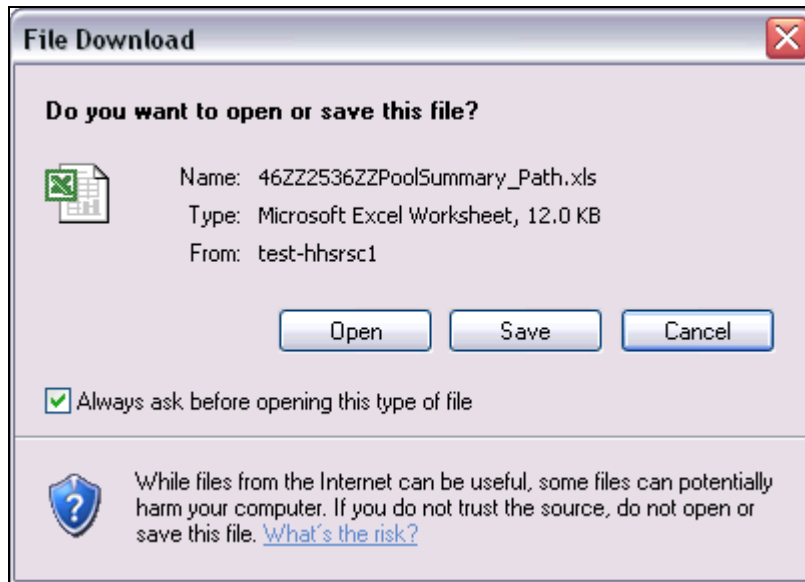 File Download
Do you want to open or save this file?
Name: 46ZZ2536ZZPoolSummary_Path.xls
Type: Microsoft Excel Worksheet, 12.0 KB
From: test-hhsrsc1
Open Save Cancel
Always ask before opening this type of file
While files from the Internet can be useful, some files can potentially
harm your computer. If you do not trust the source, do not open or
save this file. What's the risk?